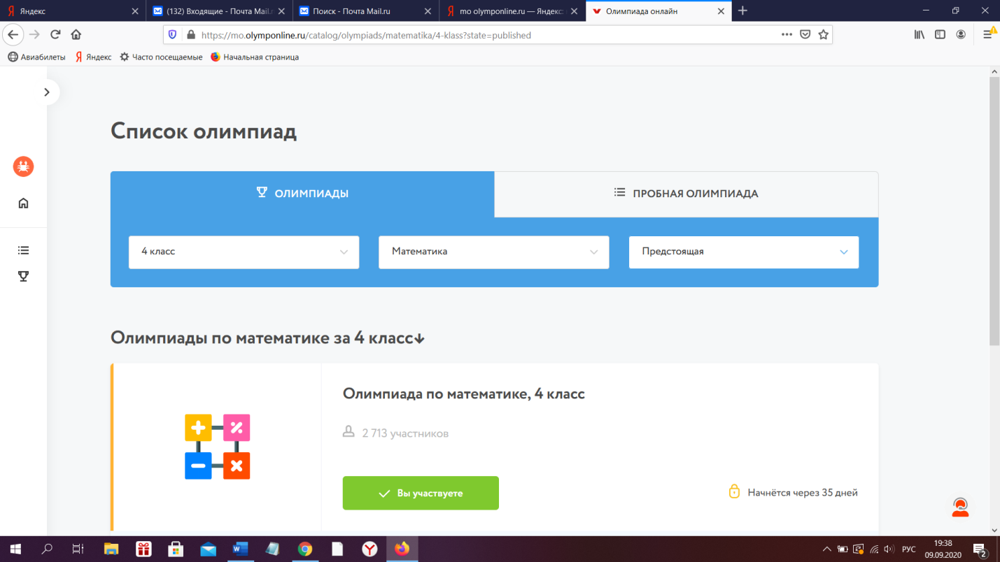 Яндекс
(132) Входящие - Почта Mail.r
Поиск - Почта Mail.ru
mo olymponline.ru — Яндекс:
Олимпиада онлайн
https://mo.olymponline.ru/catalog/olympiads/matematika/4-klass?state=published
Авиабилеты
Яндекс
Часто посещаемые
Начальная страница
Список олимпиад
ОЛИМПИАДЫ
ПРОБНАЯ ОЛИМПИАДА
4 класс
Математика
Предстоящая
Олимпиады по математике за 4 класс↓
Олимпиада по математике, 4 класс
2 713 участников
Вы участвуете
Начнётся через 35 дней
РУС
19:38
09.09.2020
2